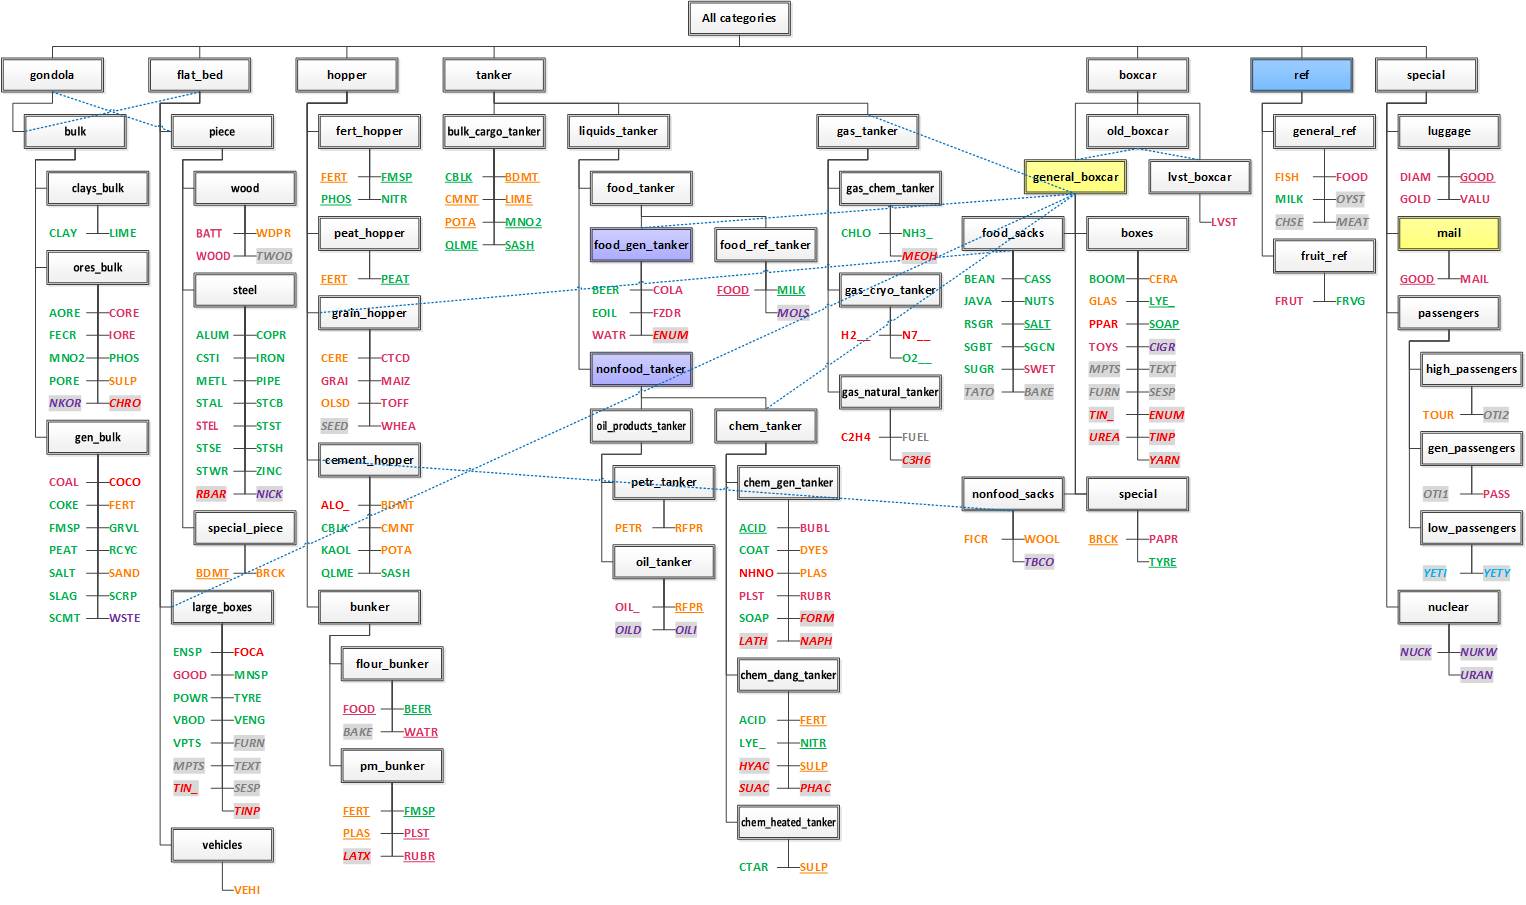 All categories
gondola
flat_bed
hopper
tanker
boxcar
ref
special
bulk
piece
fert_hopper
bulk_cargo_tanker
liquids_tanker
gas_tanker
old_boxcar
general_ref
luggage
clays_bulk
CLAY LIME
ores_bulk
AORE CORE
FECR IORE
MNO2 PHOS
PORE SULP
NKOR CHRO
gen_bulk
COAL COCO
COKE FERT
FMSP GRVL
PEAT RCYC
SALT SAND
SLAG SCRP
SCMT WSTE
wood
BATT WDPR
WOOD TWOD
steel
ALUM COPR
CSTI IRON
METL PIPE
STAL STCB
STEL STST
STSE STSH
STWR ZINC
RBAR NICK
special_piece
BDMT BRCK
large_boxes
ENSP FOCA
GOOD MNSP
POWR TYRE
VBOD VENG
VPTS FURN
MPTS TEXT
TIN_ SESP
TINP
vehicles
VEHI
FERT FMSP
PHOS NITR
peat_hopper
FERT PEAT
grain_hopper
CERE CTCD
GRAI MAIZ
OLSD TOFF
SEED WHEA
cement_hopper
ALO_ BDMT
CBLK CMNT
KAOL POTA
QLME SASH
bunker
flour_bunker
FOOD BEER
BAKE WATR
pm_bunker
FERT FMSP
PLAS PLST
LATX RUBR
CBLK BDMT
CMNT LIME
POTA MNO2
QLME SASH
food_tanker
food_gen_tanker
BEER COLA
EOIL FZDR
WATR ENUM
food_ref_tanker
FOOD MILK
MOLS
nonfood_tanker
oil_products_tanker
petr_tanker
PETR RFPR
oil_tanker
OIL_ RFPR
OILD OILI
chem_tanker
chem_gen_tanker
ACID BUBL
COAT DYES
NHNO PLAS
PLST RUBR
SOAP FORM
LATH NAPH
chem_dang_tanker
ACID FERT
LYE_ NITR
HYAC SULP
SUAC PHAC
chem_heated_tanker
CTAR SULP
gas_chem_tanker
CHLO NH3_
MEOH
gas_cryo_tanker
H2__ N7__
O2__
gas_natural_tanker
C2H4 FUEL
C3H6
general_boxcar
lvst_boxcar
LVST
food_sacks
BEAN CASS
JAVA NUTS
RSGR SALT
SGBT SGCN
SUGR SWET
TATO BAKE
nonfood_sacks
FICR WOOL
TBCO
boxes
BOOM CERA
GLAS LYE_
PPAR SOAP
TOYS CIGR
MPTS TEXT
FURN SESP
TIN_ ENUM
UREA TINP
YARN
special
BRCK PAPR
TYRE
FISH FOOD
MILK OYST
CHSE MEAT
fruit_ref
FRUT FRVG
DIAM GOOD
GOLD VALU
mail
GOOD MAIL
passengers
high_passengers
TOUR OTI2
gen_passengers
OTI1 PASS
low_passengers
YETI YETY
nuclear
NUCK NUKW
URAN